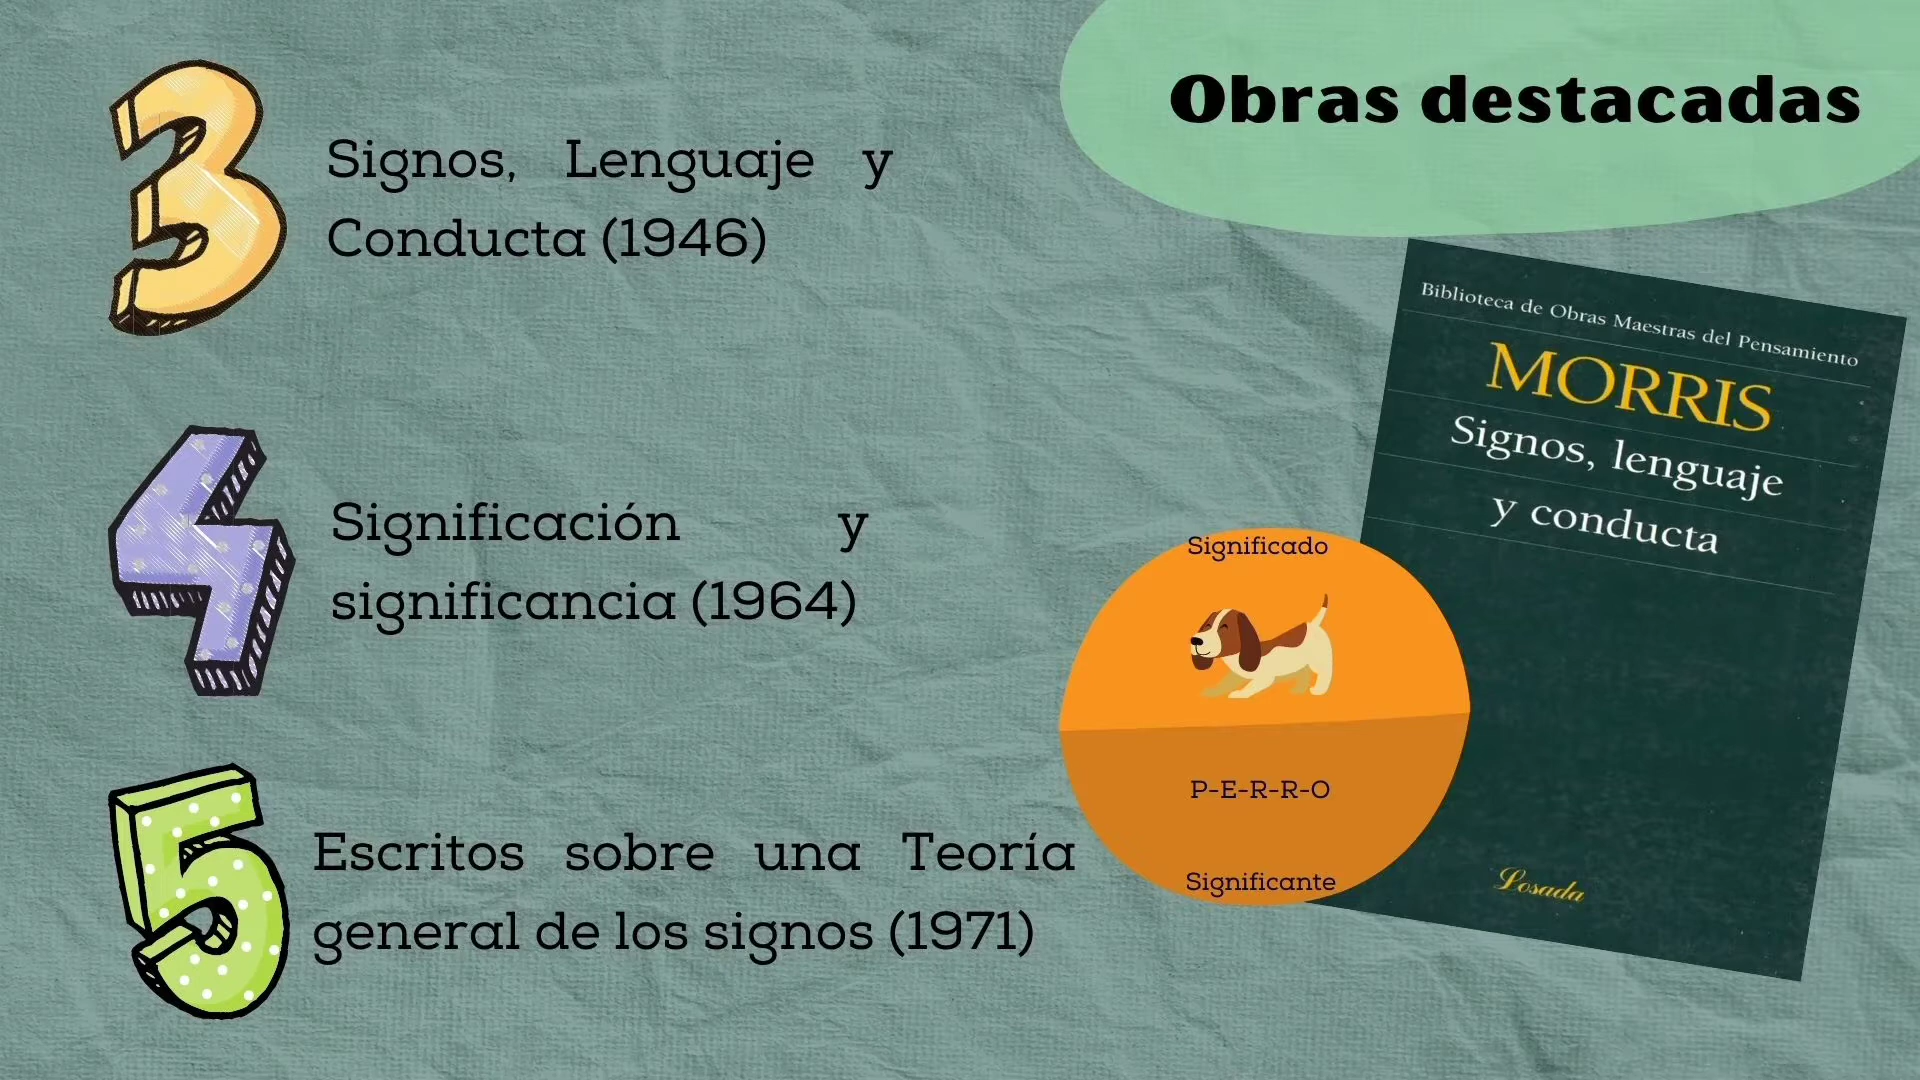 Obras destacadas
3
Signos, Lenguaje y
Conducta (1946)
4
Significación y
significancia (1964)
5
Escritos sobre una Teoría
general de los signos (1971)
Significado
P-E-R-R-O
Significante
Biblioteca de Obras Maestras del Pensamiento
MORRIS
Signos, lenguaje
y conducta
Losada